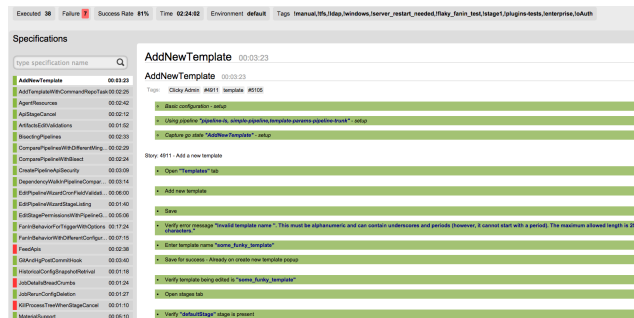 Executed 38 Failure 7 Success Rate 81% Time 02:24:02 Environment default Tags !manual,!tfs,!ldap,!windows,!server_restart_needed,!flaky_fanin_test,!stage1,!plugins-tests,!enterprise,!oAuth
Specifications
type specification name
AddNewTemplate 00:03:23
AddTemplateWithCommandRepoTask 00:02:25
AgentResources 00:02:42
ApiStageCancel 00:02:12
ArtifactsEditValidations 00:01:52
BisectingPipelines 00:02:33
ComparePipelinesWithDifferentMing... 00:02:29
ComparePipelineWithBisect 00:02:24
CreatePipelineApiSecurity 00:03:09
DependencyWalkInPipelineCompar... 00:03:14
EditPipelineWizardCronFieldValidati... 00:06:00
EditPipelineWizardStageListing 00:01:40
EditStagePermissionsWithPipelineG... 00:05:06
FaninBehaviorForTriggerWithOptions 00:17:24
FaninBehaviorWithDifferentConfigur... 00:07:15
FeedApis 00:02:38
GitAndHgPostCommitHook 00:03:40
HistoricalConfigSnapshotRetrival 00:01:18
JobDetailsBreadCrumbs 00:01:24
JobRerunConfigDeletion 00:01:27
KillProcessTreeWhenStageCancel 00:01:10
MaterialSupport 00:05:10
AddNewTemplate 00:03:23
AddNewTemplate 00:03:23
Tags: Clicky Admin #4911 template #5105
• Basic configuration - setup
• Using pipeline "pipeline-ls, simple-pipeline,template-params-pipeline-trunk" - setup
• Capture go state "AddNewTemplate" - setup
Story: 4911 - Add a new template
• Open "Templates" tab
• Add new template
• Save
• Verify error message "Invalid template name ''. This must be alphanumeric and can contain underscores and periods (however, it cannot start with a period). The maximum allowed length is
characters."
• Enter template name "some_funky_template"
• Save for success - Already on create new template popup
• Verify template being edited is "some_funky_template"
• Open stages tab
• Verify "defaultStage" stage is present